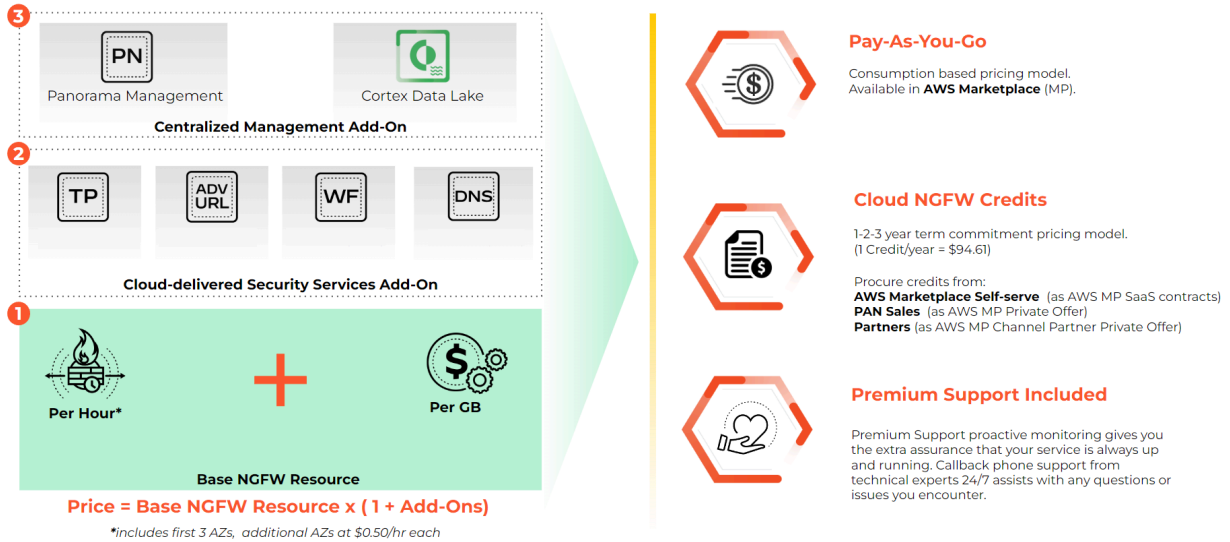 3
PN
Panorama Management
Cortex Data Lake
Centralized Management Add-On
2
TP
ADV
URL
WF
DNS
Cloud-delivered Security Services Add-On
1
Per Hour*
$
Per GB
Base NGFW Resource
Price = Base NGFW Resource x ( 1 + Add-Ons)
*includes first 3 AZs, additional AZs at $0.50/hr each
$
Pay-As-You-Go
Consumption based pricing model.
Available in AWS Marketplace (MP).
$
Cloud NGFW Credits
1-2-3 year term commitment pricing model.
(1 Credit/year = $94.61)
Procure credits from:
AWS Marketplace Self-serve (as AWS MP SaaS contracts)
PAN Sales (as AWS MP Private Offer)
Partners (as AWS MP Channel Partner Private Offer)
Premium Support Included
Premium Support proactive monitoring gives you
the extra assurance that your service is always up
and running. Callback phone support from
technical experts 24/7 assists with any questions or
issues you encounter.